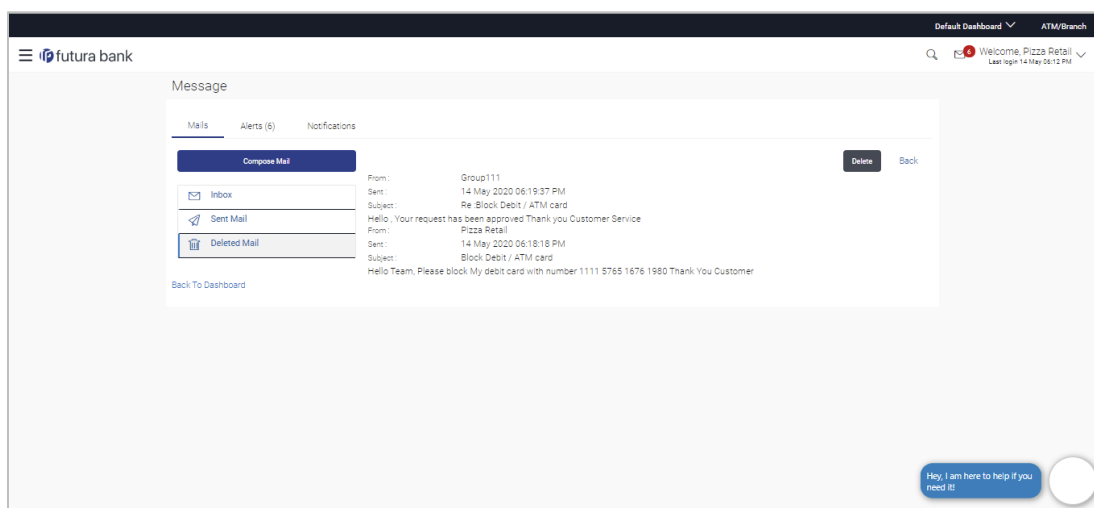 Default Dashboard ATM/Branch
futura bank
6 Welcome, Pizza Retail
Last login 14 May 06:12 PM
Message
Mails Alerts (6) Notifications
Compose Mail
Delete Back
Inbox
Sent Mail
Deleted Mail
From : Group111
Sent : 14 May 2020 06:19:37 PM
Subject : Re :Block Debit / ATM card
Hello , Your request has been approved Thank you Customer Service
From : Pizza Retail
Sent : 14 May 2020 06:18:18 PM
Subject : Block Debit / ATM card
Hello Team, Please block My debit card with number 1111 5765 1676 1980 Thank You Customer
Back To Dashboard
Hey, I am here to help if you
need it!